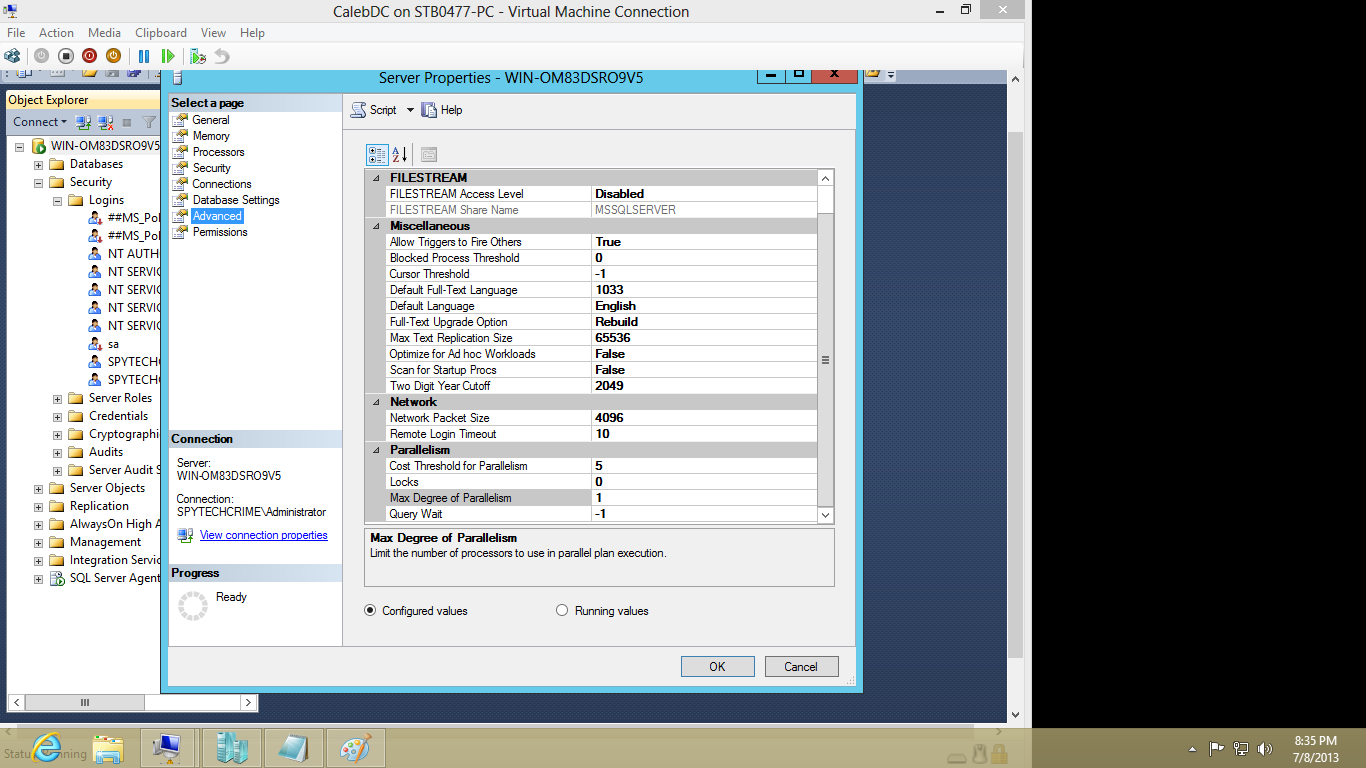 CalebDC on STB0477-PC - Virtual Machine Connection
File Action Media Clipboard View Help
Server Properties - WIN-OM83DSRO9V5
Object Explorer
Connect
WIN-OM83DSRO9V5
Databases
Security
Logins
##MS_Pol
##MS_Pol
NT AUTH
NT SERVIC
NT SERVIC
NT SERVIC
NT SERVIC
sa
SPYTECH
SPYTECH
Server Roles
Credentials
Cryptographi
Audits
Server Audit S
Server Objects
Replication
AlwaysOn High A
Management
Integration Servic
SQL Server Agent
Select a page
General
Memory
Processors
Security
Connections
Database Settings
Advanced
Permissions
Connection
Server:
WIN-OM83DSRO9V5
Connection:
SPYTECHCRIME\Administrator
View connection properties
Progress
Ready
Script Help
FILESTREAM
FILESTREAM Access Level Disabled
FILESTREAM Share Name MSSQLSERVER
Miscellaneous
Allow Triggers to Fire Others True
Blocked Process Threshold 0
Cursor Threshold -1
Default Full-Text Language 1033
Default Language English
Full-Text Upgrade Option Rebuild
Max Text Replication Size 65536
Optimize for Ad hoc Workloads False
Scan for Startup Procs False
Two Digit Year Cutoff 2049
Network
Network Packet Size 4096
Remote Login Timeout 10
Parallelism
Cost Threshold for Parallelism 5
Locks 0
Max Degree of Parallelism 1
Query Wait -1
Max Degree of Parallelism
Limit the number of processors to use in parallel plan execution.
Configured values Running values
OK Cancel
8:35 PM
7/8/2013